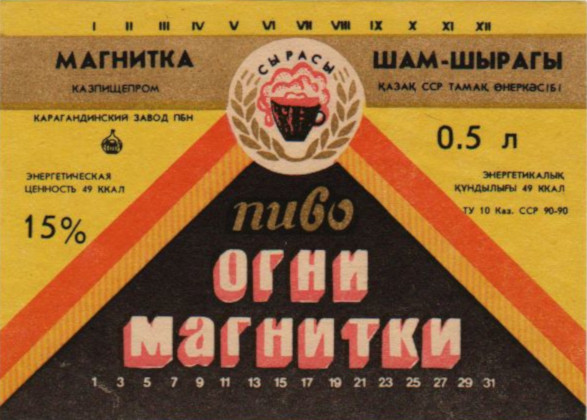 I II III IV V VI VII VIII IX X XI XII
МАГНИТКА
КАЗПИЩЕПРОМ
КАРАГАНДИНСКИЙ ЗАВОД ПБН
ЭНЕРГЕТИЧЕСКАЯ
ЦЕННОСТЬ 49 ККАЛ
15%
СЫРАСЫ
ШАМ-ШЫРАГЫ
ҚАЗАҚ ССР ТАМАҚ ӨНЕРКӘСІБІ
0.5 л
ЭНЕРГЕТИКАЛЫҚ
ҚҰНДЫЛЫҒЫ 49 ККАЛ
ТУ 10 Каз. ССР 90-90
пиво
ОГНИ
МАГНИТКИ
1 3 5 7 9 11 13 15 17 19 21 23 25 27 29 31